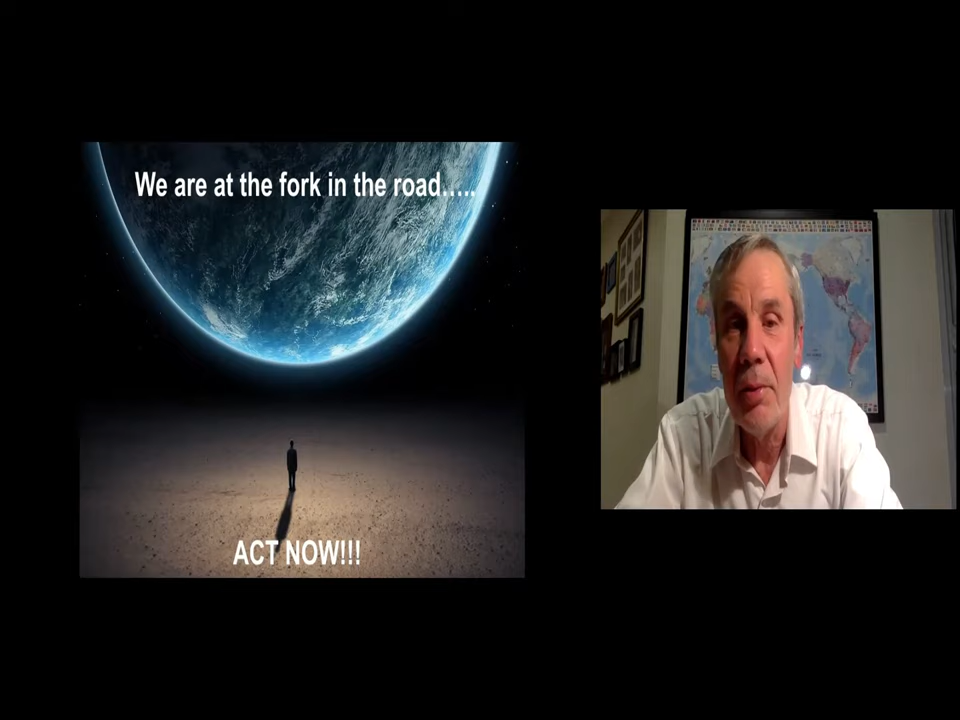 We are at the fork in the road.....
ACT NOW!!!